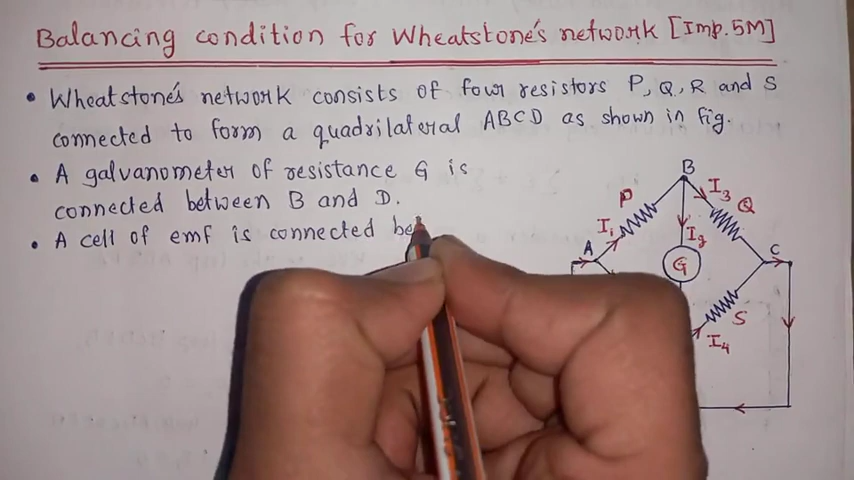 Balancing condition for Wheatstone's network [Imp. 5M]
• Wheatstone's network consists of four resistors P, Q, R and S
connected to form a quadrilateral ABCD as shown in Fig.
• A galvanometer of resistance G is
connected between B and D.
• A cell of emf is connected be
B
P
I3
Q
I1
Ig
A
C
G
S
I4